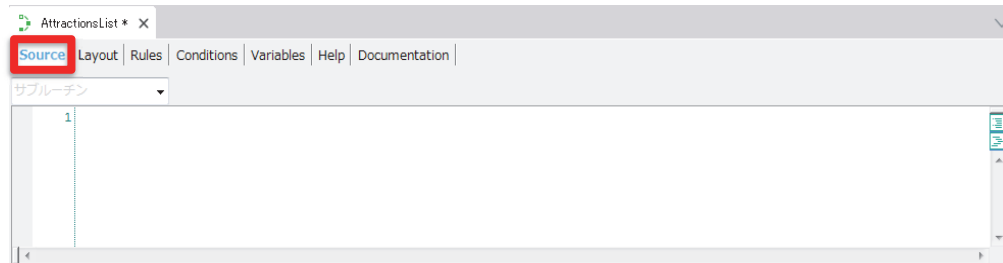 AttractionsList *
Source Layout Rules Conditions Variables Help Documentation
サブルーチン
1